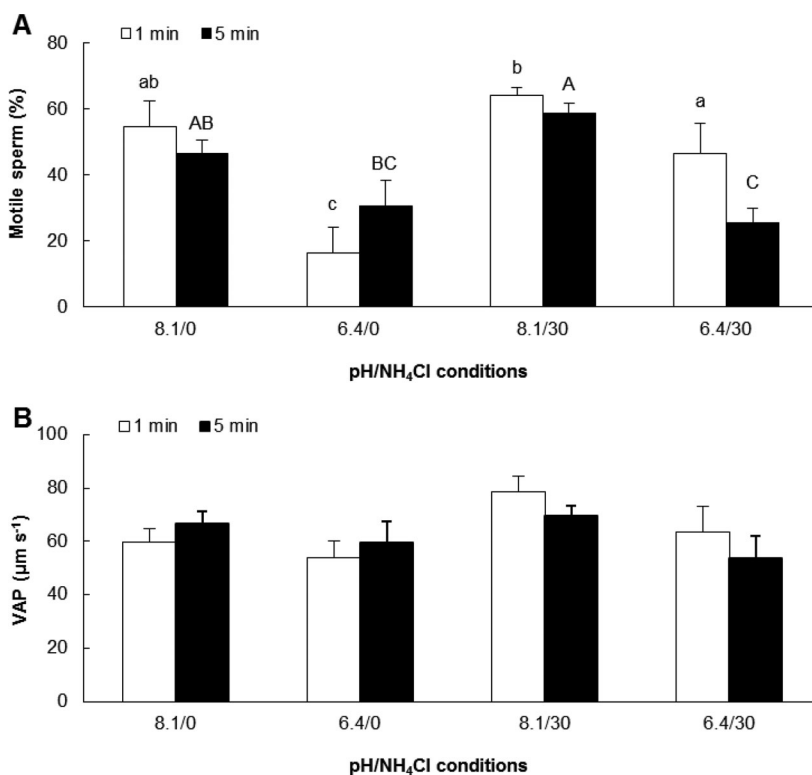 A
1 min 5 min
80
60
40
20
0
Motile sperm (%)
ab
AB
c
BC
b
A
a
C
8.1/0 6.4/0 8.1/30 6.4/30
pH/NH₄Cl conditions
B
1 min 5 min
100
80
60
40
20
0
VAP (µm s⁻¹)
8.1/0 6.4/0 8.1/30 6.4/30
pH/NH₄Cl conditions